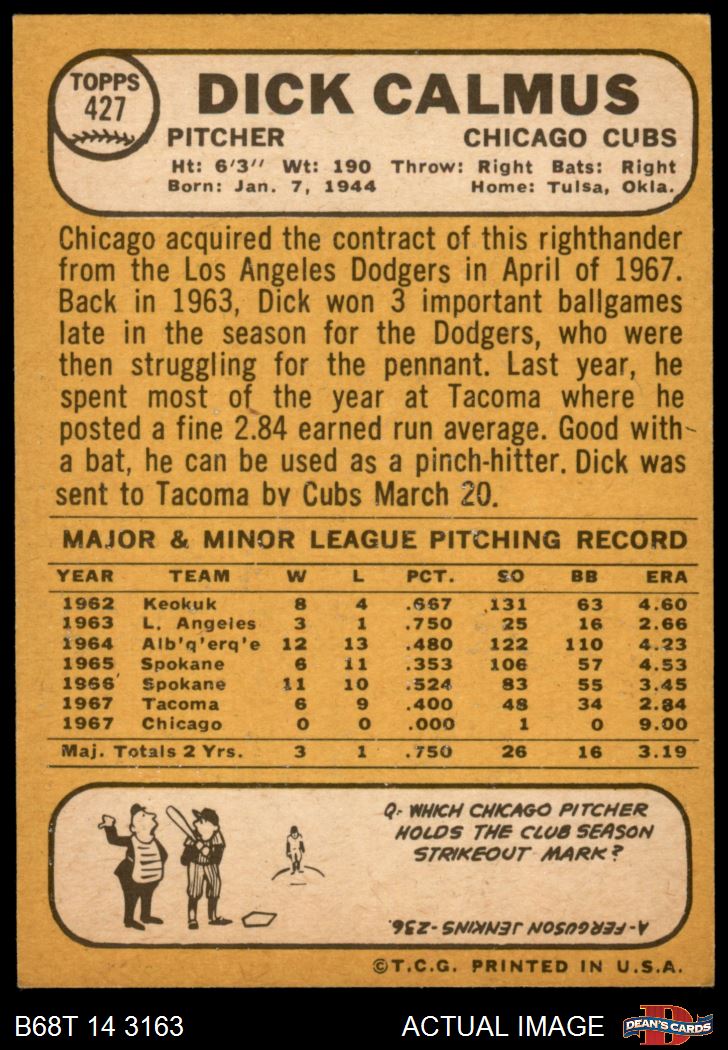 TOPPS
427
DICK CALMUS
PITCHER CHICAGO CUBS
Ht: 6'3'' Wt: 190 Throw: Right Bats: Right
Born: Jan. 7, 1944 Home: Tulsa, Okla.
Chicago acquired the contract of this righthander
from the Los Angeles Dodgers in April of 1967.
Back in 1963, Dick won 3 important ballgames
late in the season for the Dodgers, who were
then struggling for the pennant. Last year, he
spent most of the year at Tacoma where he
posted a fine 2.84 earned run average. Good with
a bat, he can be used as a pinch-hitter. Dick was
sent to Tacoma by Cubs March 20.
MAJOR & MINOR LEAGUE PITCHING RECORD
YEAR TEAM W L PCT. SO BB ERA
1962 Keokuk 8 4 .667 131 63 4.60
1963 L. Angeles 3 1 .750 25 16 2.66
1964 Alb'q'erq'e 12 13 .480 122 110 4.23
1965 Spokane 6 11 .353 106 57 4.53
1966 Spokane 11 10 .524 83 55 3.45
1967 Tacoma 6 9 .400 48 34 2.84
1967 Chicago 0 0 .000 1 0 9.00
Maj. Totals 2 Yrs. 3 1 .750 26 16 3.19
Q- WHICH CHICAGO PITCHER
HOLDS THE CLUB SEASON
STRIKEOUT MARK?
A- FERGUSON JENKINS-236.
©T.C.G. PRINTED IN U.S.A.
B68T 14 3163 ACTUAL IMAGE
D
DEAN'S CARDS